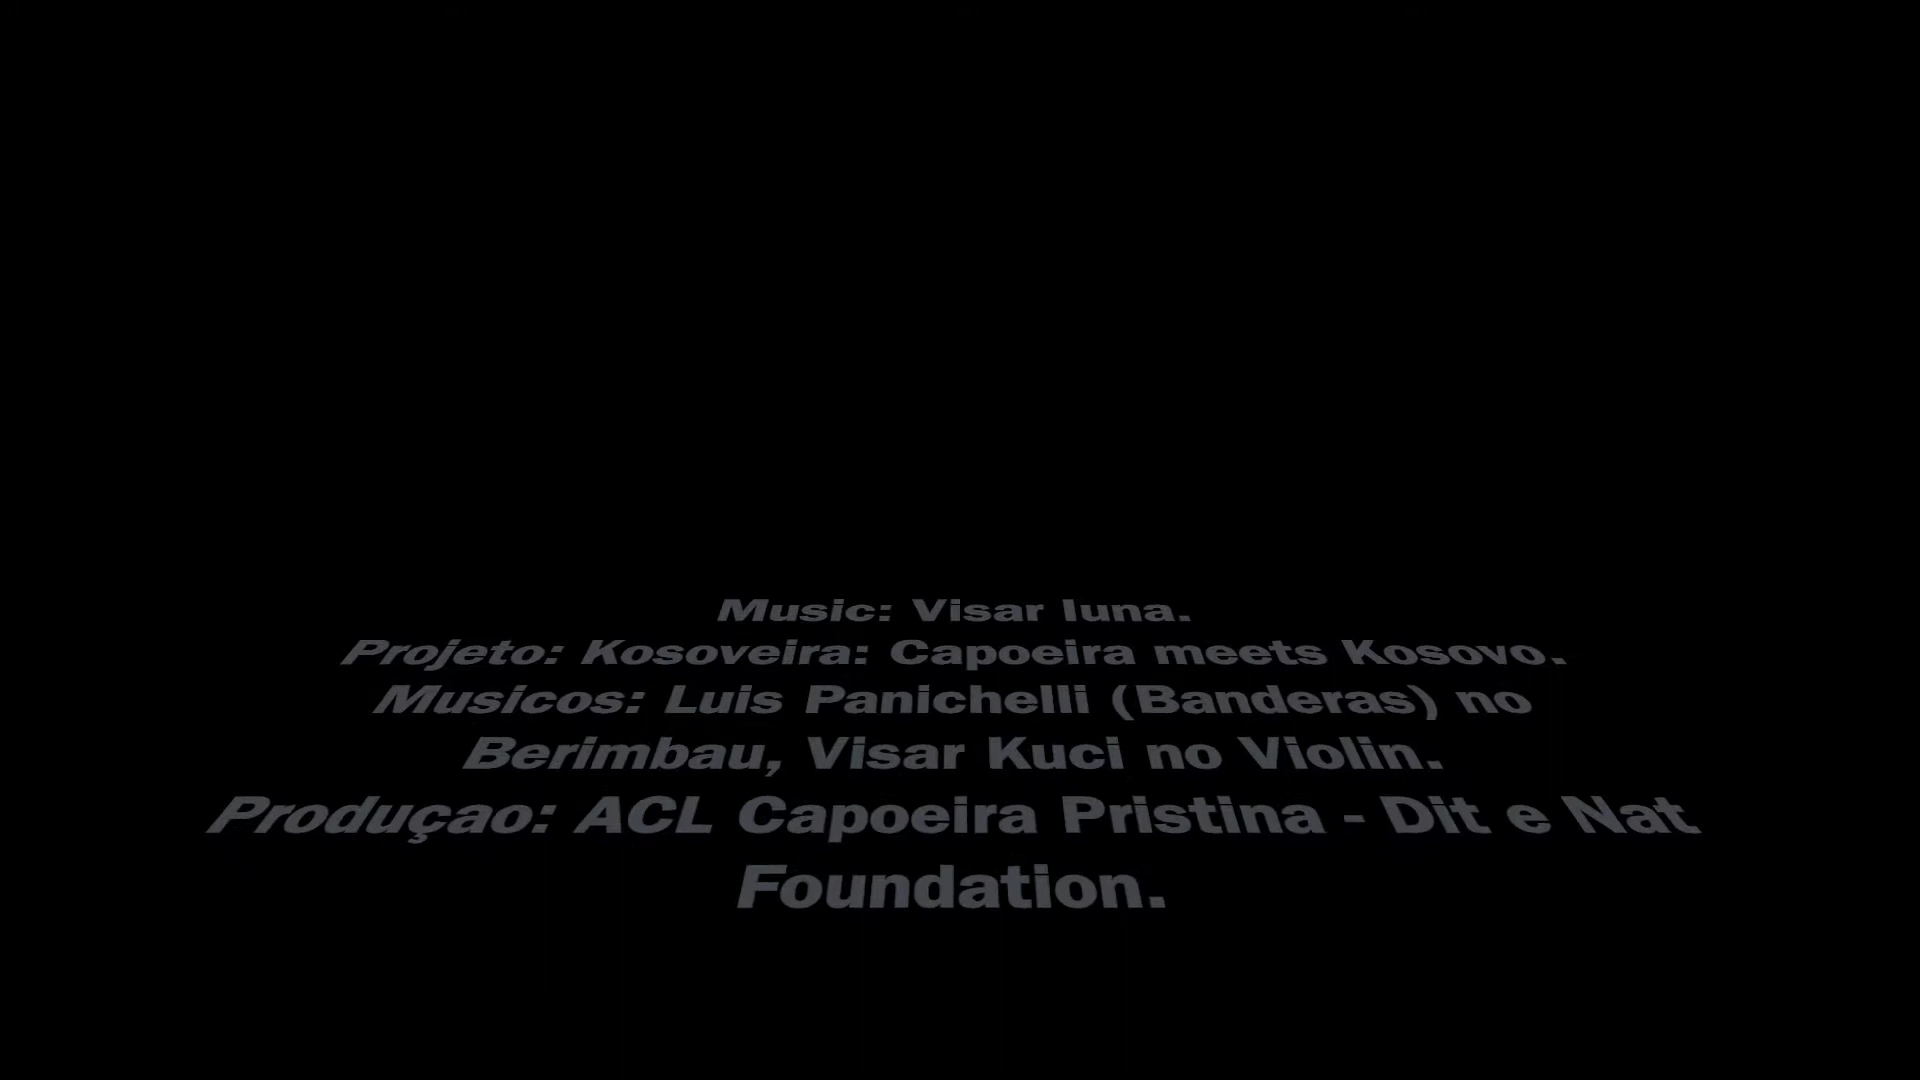 Music: Visar Iuna.
Projeto: Kosoveira: Capoeira meets Kosovo.
Musicos: Luis Panichelli (Banderas) no
Berimbau, Visar Kuci no Violin.
Produçao: ACL Capoeira Pristina - Dit e Nat
Foundation.